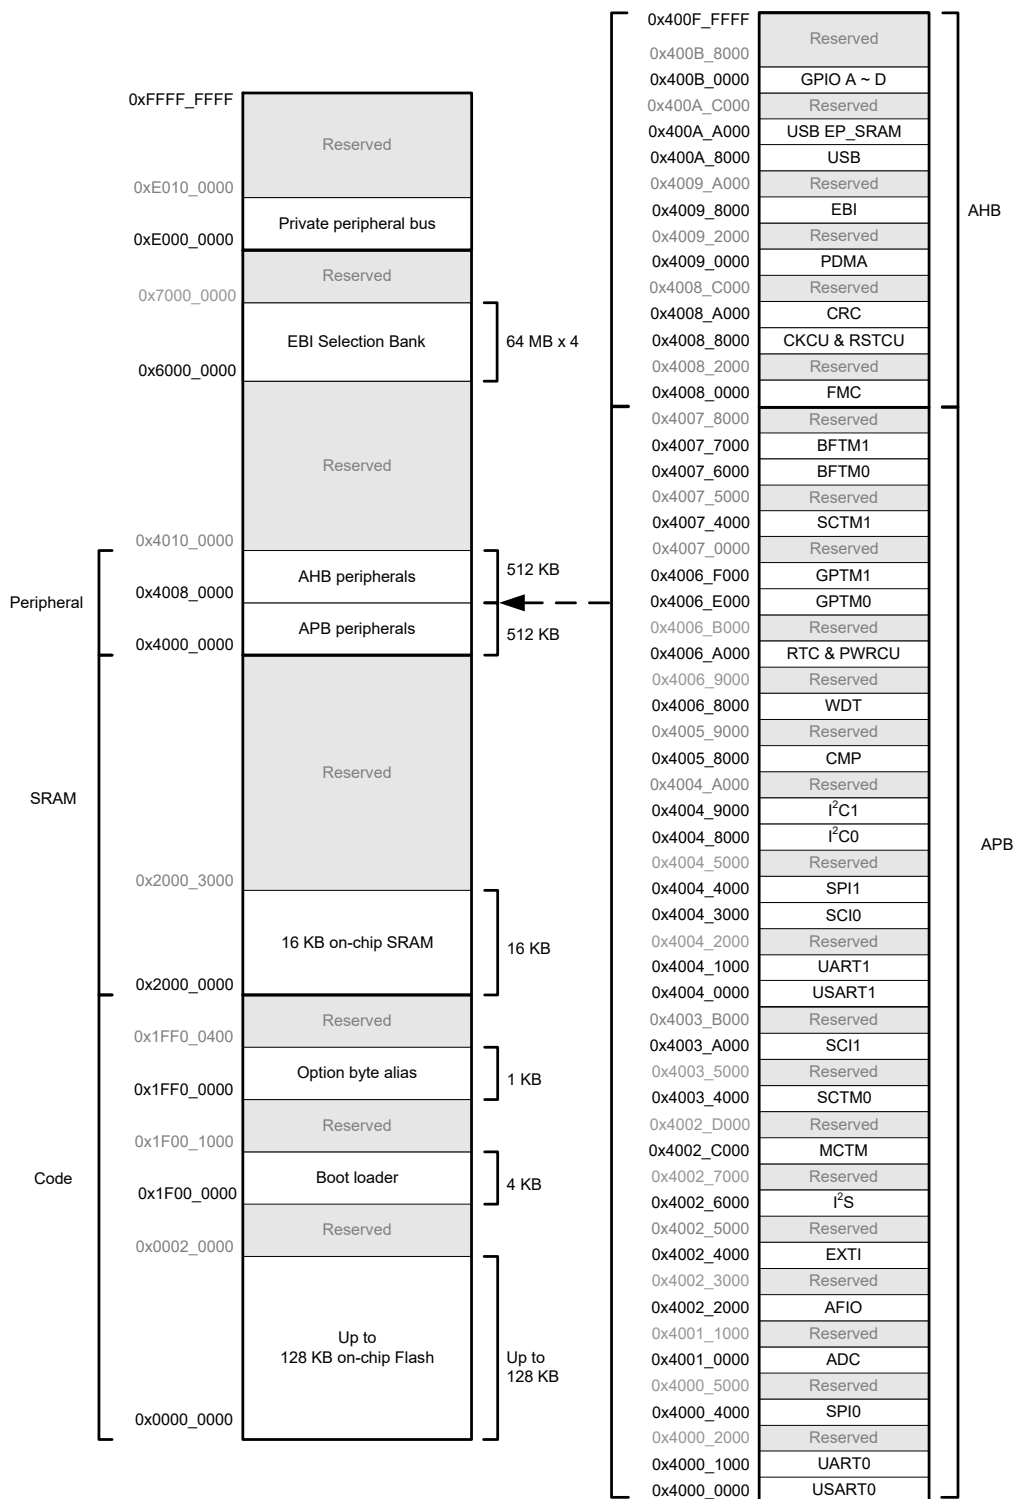 0xFFFF_FFFF
Reserved
0xE010_0000
Private peripheral bus
0xE000_0000
Reserved
0x7000_0000
EBI Selection Bank
64 MB x 4
0x6000_0000
Reserved
0x4010_0000
AHB peripherals
512 KB
0x4008_0000
Peripheral
APB peripherals
512 KB
0x4000_0000
Reserved
SRAM
0x2000_3000
16 KB on-chip SRAM
16 KB
0x2000_0000
Reserved
0x1FF0_0400
Option byte alias
1 KB
0x1FF0_0000
Reserved
0x1F00_1000
Code
Boot loader
4 KB
0x1F00_0000
Reserved
0x0002_0000
Up to
128 KB on-chip Flash
Up to
128 KB
0x0000_0000
0x400F_FFFF
Reserved
0x400B_8000
0x400B_0000 GPIO A ~ D
0x400A_C000 Reserved
0x400A_A000 USB EP_SRAM
0x400A_8000 USB
0x4009_A000 Reserved
0x4009_8000 EBI
AHB
0x4009_2000 Reserved
0x4009_0000 PDMA
0x4008_C000 Reserved
0x4008_A000 CRC
0x4008_8000 CKCU & RSTCU
0x4008_2000 Reserved
0x4008_0000 FMC
0x4007_8000 Reserved
0x4007_7000 BFTM1
0x4007_6000 BFTM0
0x4007_5000 Reserved
0x4007_4000 SCTM1
0x4007_0000 Reserved
0x4006_F000 GPTM1
0x4006_E000 GPTM0
0x4006_B000 Reserved
0x4006_A000 RTC & PWRCU
0x4006_9000 Reserved
0x4006_8000 WDT
0x4005_9000 Reserved
0x4005_8000 CMP
0x4004_A000 Reserved
0x4004_9000 I²C1
0x4004_8000 I²C0
APB
0x4004_5000 Reserved
0x4004_4000 SPI1
0x4004_3000 SCI0
0x4004_2000 Reserved
0x4004_1000 UART1
0x4004_0000 USART1
0x4003_B000 Reserved
0x4003_A000 SCI1
0x4003_5000 Reserved
0x4003_4000 SCTM0
0x4002_D000 Reserved
0x4002_C000 MCTM
0x4002_7000 Reserved
0x4002_6000 I²S
0x4002_5000 Reserved
0x4002_4000 EXTI
0x4002_3000 Reserved
0x4002_2000 AFIO
0x4001_1000 Reserved
0x4001_0000 ADC
0x4000_5000 Reserved
0x4000_4000 SPI0
0x4000_2000 Reserved
0x4000_1000 UART0
0x4000_0000 USART0